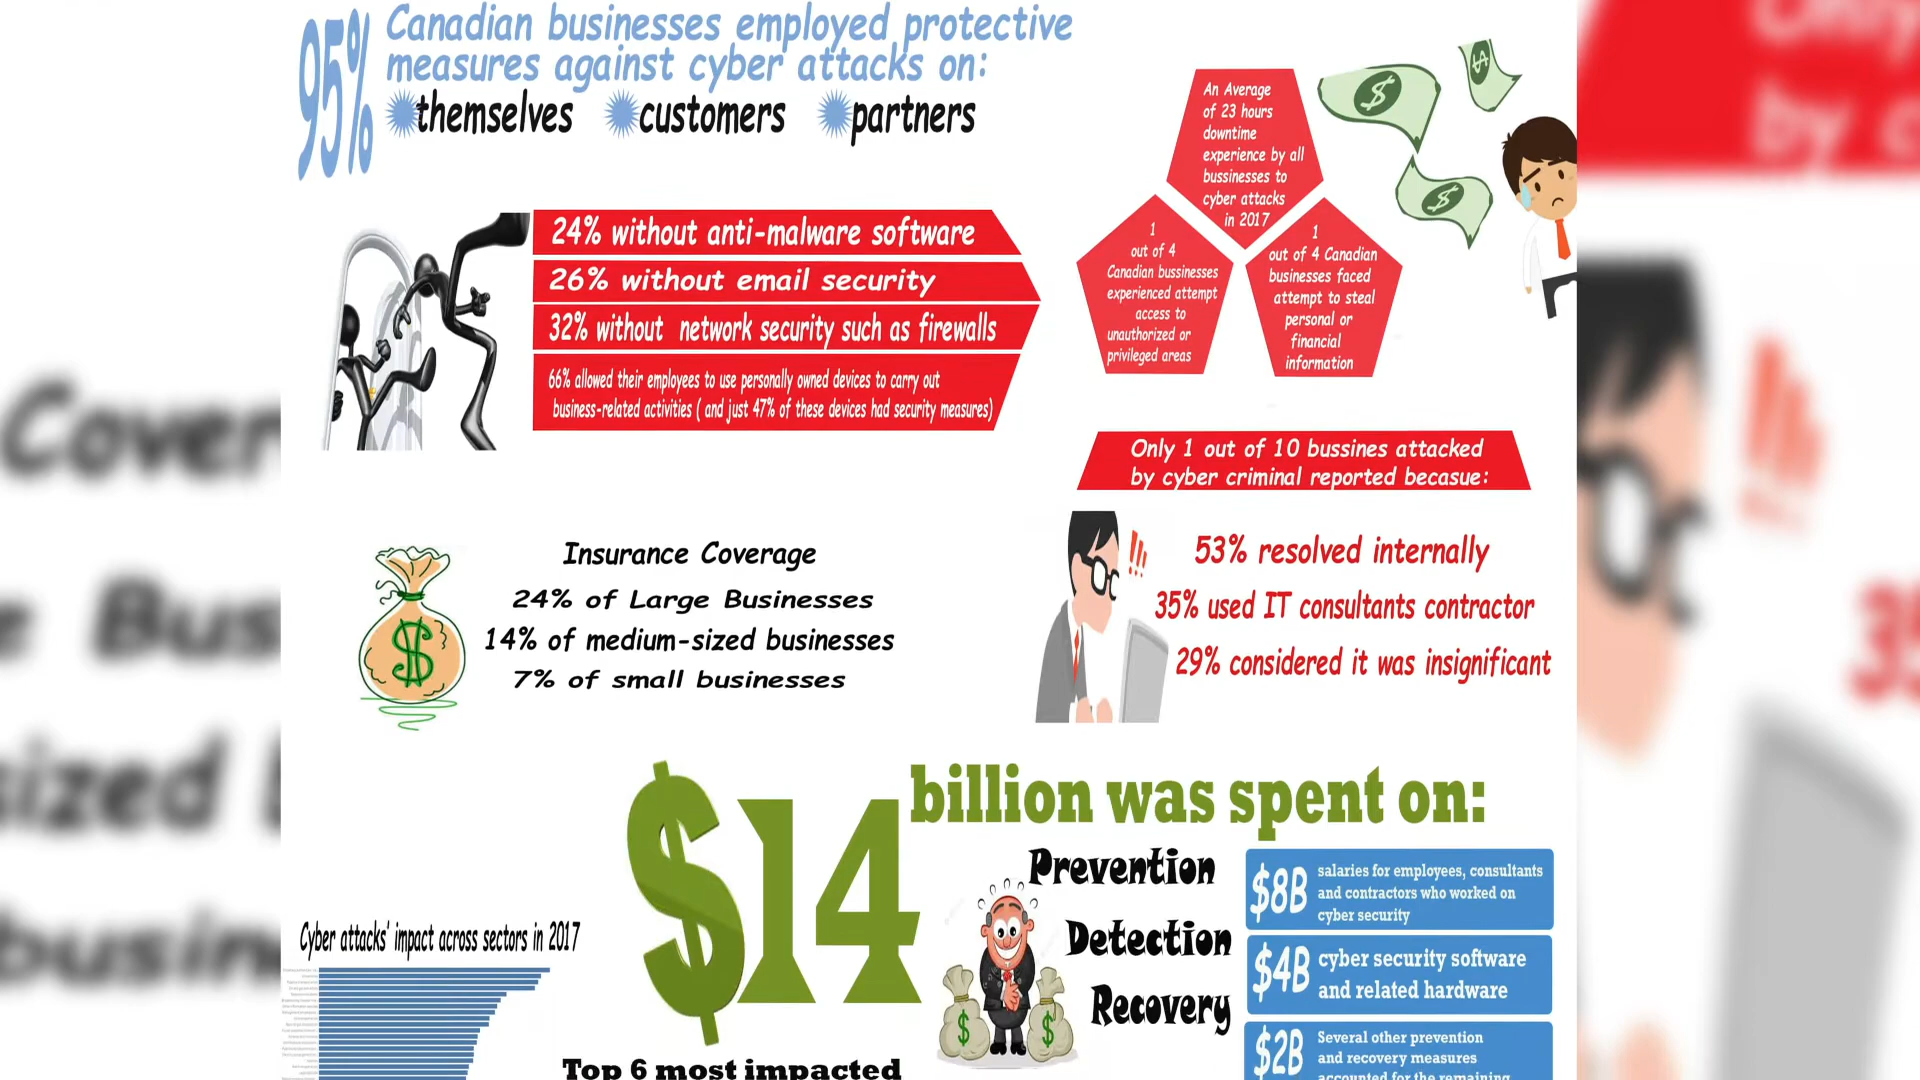 95%
Canadian businesses employed protective
measures against cyber attacks on:
themselves customers partners
24% without anti-malware software
26% without email security
32% without network security such as firewalls
66% allowed their employees to use personally owned devices to carry out
business-related activities ( and just 47% of these devices had security measures)
An Average
of 23 hours
downtime
experience by all
bussinesses to
cyber attacks
in 2017
1
out of 4
Canadian bussinesses
experienced attempt
access to
unauthorized or
privileged areas
1
out of 4 Canadian
businesses faced
attempt to steal
personal or
financial
information
Only 1 out of 10 bussines attacked
by cyber criminal reported becasue:
53% resolved internally
35% used IT consultants contractor
29% considered it was insignificant
Insurance Coverage
24% of Large Businesses
14% of medium-sized businesses
7% of small businesses
$14 billion was spent on:
Prevention
Detection
Recovery
$8B
salaries for employees, consultants
and contractors who worked on
cyber security
$4B
cyber security software
and related hardware
$2B
Several other prevention
and recovery measures
accounted for the remaining
Cyber attacks' impact across sectors in 2017
Top 6 most impacted